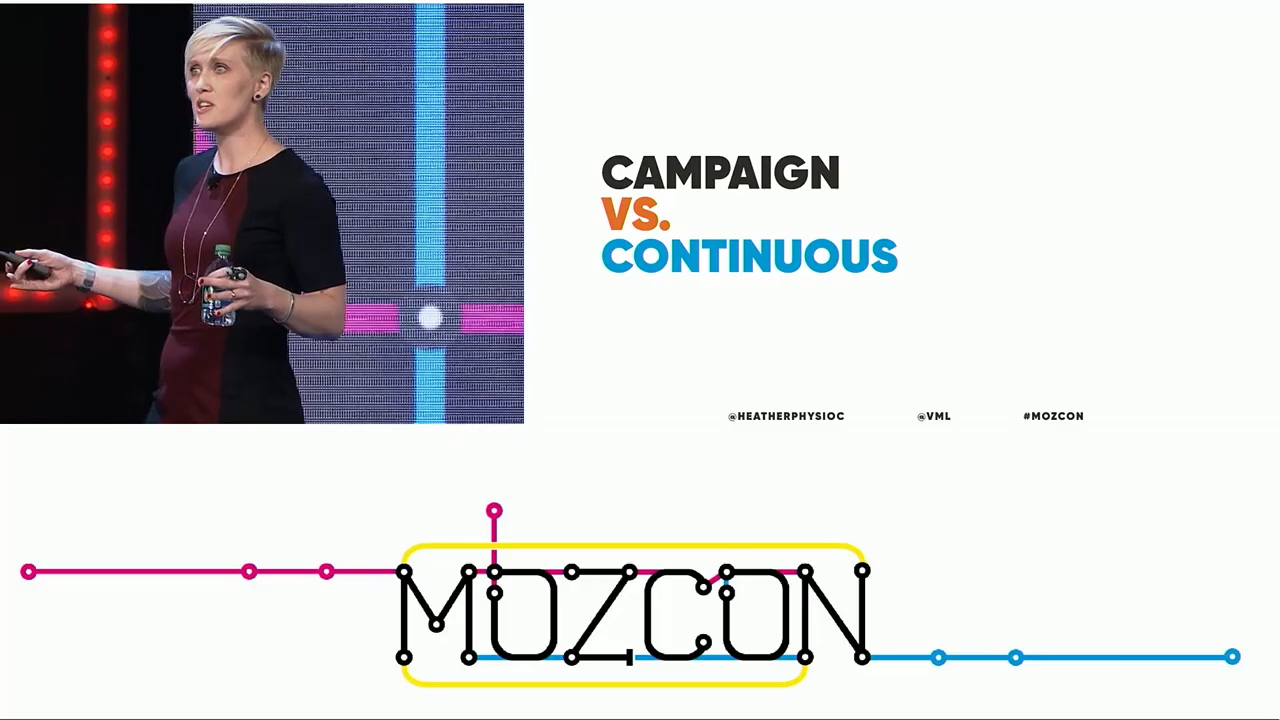 CAMPAIGN
VS.
CONTINUOUS
@HEATHERPHYSIOC @VML #MOZCON
MOZCON